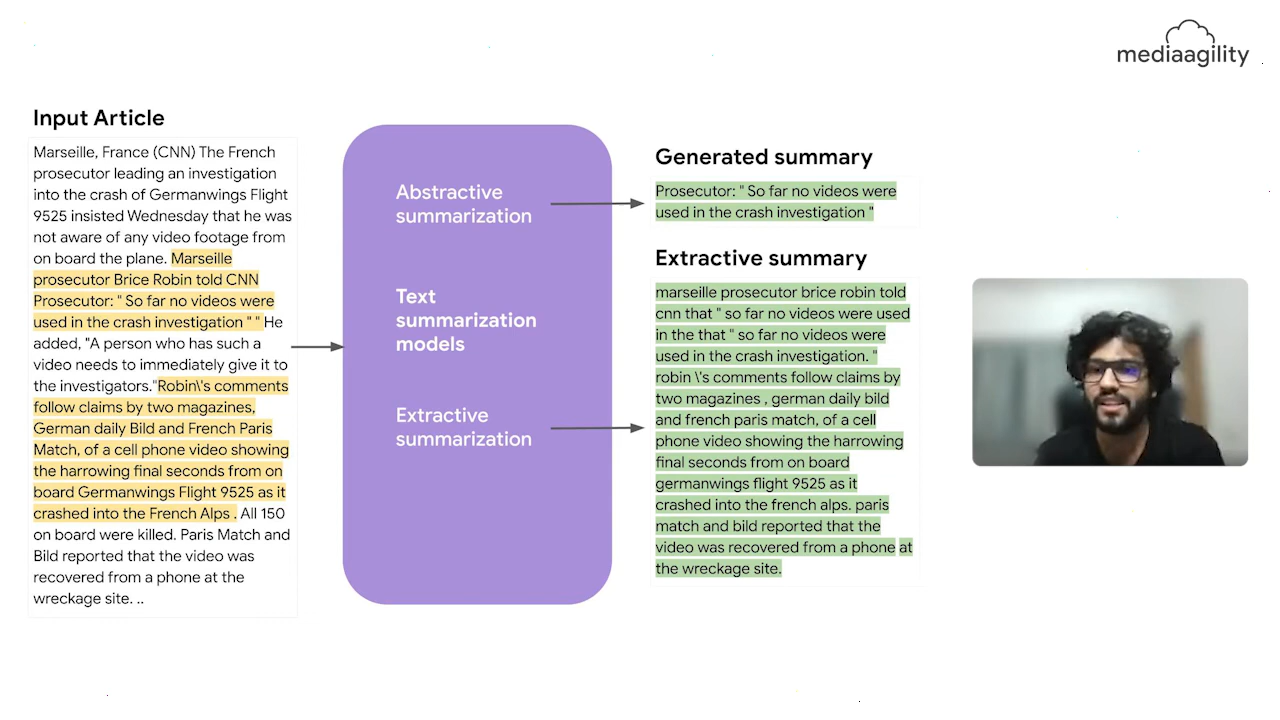 mediaagility
Input Article
Marseille, France (CNN) The French
prosecutor leading an investigation
into the crash of Germanwings Flight
9525 insisted Wednesday that he was
not aware of any video footage from
on board the plane. Marseille
prosecutor Brice Robin told CNN
Prosecutor: " So far no videos were
used in the crash investigation " " He
added, "A person who has such a
video needs to immediately give it to
the investigators."Robin\'s comments
follow claims by two magazines,
German daily Bild and French Paris
Match, of a cell phone video showing
the harrowing final seconds from on
board Germanwings Flight 9525 as it
crashed into the French Alps . All 150
on board were killed. Paris Match and
Bild reported that the video was
recovered from a phone at the
wreckage site. ..
Abstractive
summarization
Text
summarization
models
Extractive
summarization
Generated summary
Prosecutor: " So far no videos were
used in the crash investigation "
Extractive summary
marseille prosecutor brice robin told
cnn that " so far no videos were used
in the that " so far no videos were
used in the crash investigation. "
robin \'s comments follow claims by
two magazines , german daily bild
and french paris match, of a cell
phone video showing the harrowing
final seconds from on board
germanwings flight 9525 as it
crashed into the french alps. paris
match and bild reported that the
video was recovered from a phone at
the wreckage site.